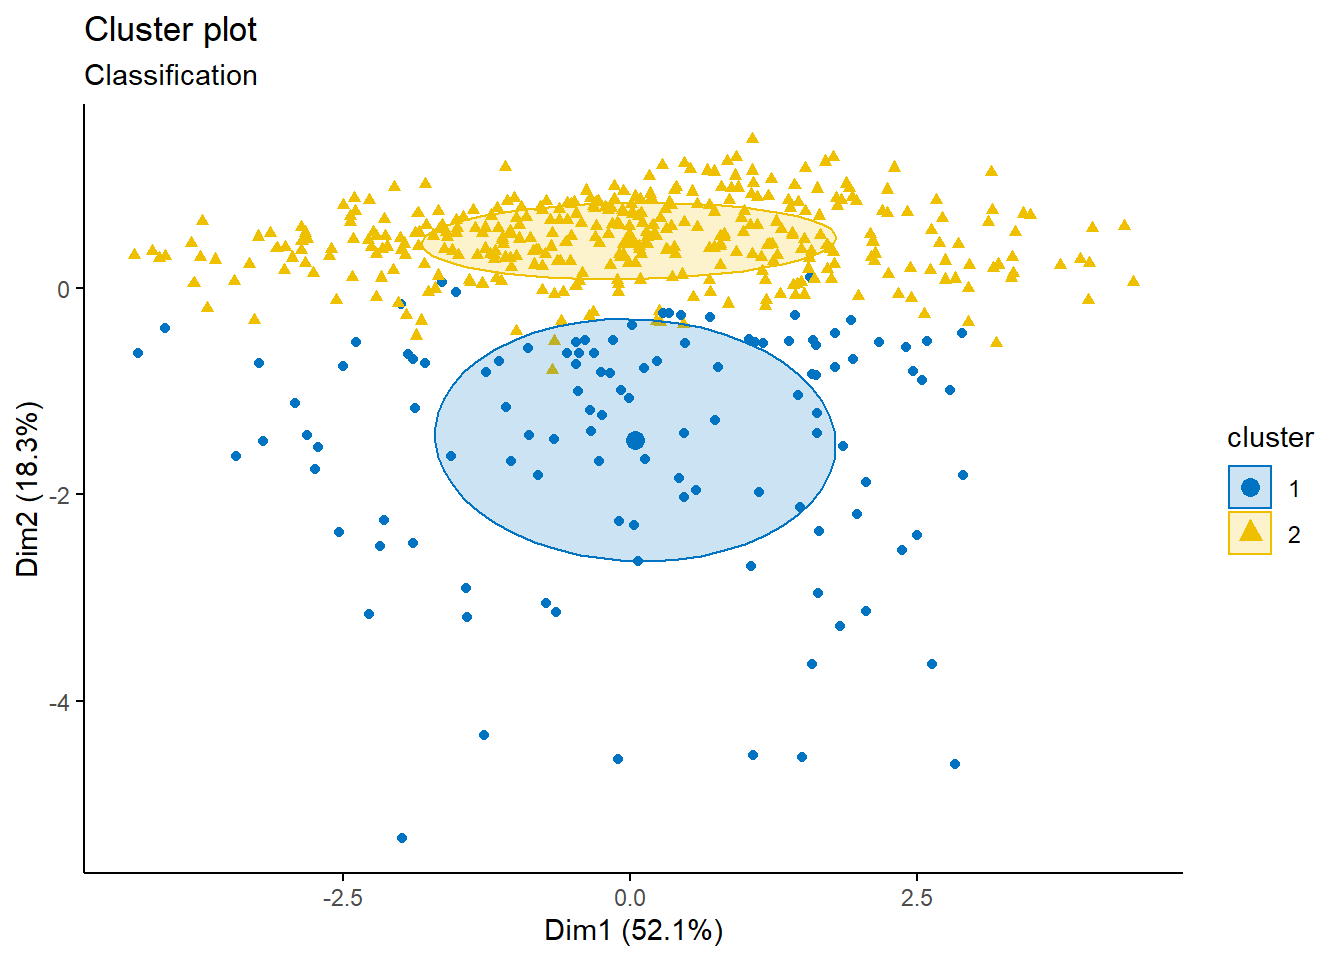 Cluster plot
Classification
0
-2
-4
Dim2 (18.3%)
-2.5
0.0
2.5
Dim1 (52.1%)
cluster
1
2